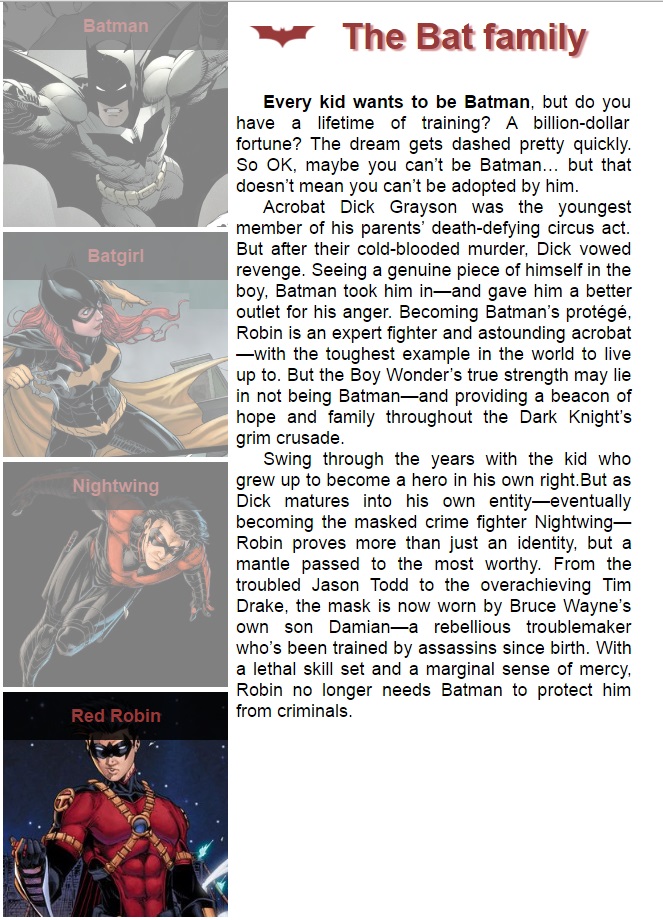 Batman
Batgirl
Nightwing
Red Robin
The Bat family
Every kid wants to be Batman, but do you
have a lifetime of training? A billion-dollar
fortune? The dream gets dashed pretty quickly.
So OK, maybe you can’t be Batman… but that
doesn’t mean you can’t be adopted by him.
Acrobat Dick Grayson was the youngest
member of his parents’ death-defying circus act.
But after their cold-blooded murder, Dick vowed
revenge. Seeing a genuine piece of himself in the
boy, Batman took him in—and gave him a better
outlet for his anger. Becoming Batman’s protégé,
Robin is an expert fighter and astounding acrobat
—with the toughest example in the world to live
up to. But the Boy Wonder’s true strength may lie
in not being Batman—and providing a beacon of
hope and family throughout the Dark Knight’s
grim crusade.
Swing through the years with the kid who
grew up to become a hero in his own right.But as
Dick matures into his own entity—eventually
becoming the masked crime fighter Nightwing—
Robin proves more than just an identity, but a
mantle passed to the most worthy. From the
troubled Jason Todd to the overachieving Tim
Drake, the mask is now worn by Bruce Wayne’s
own son Damian—a rebellious troublemaker
who’s been trained by assassins since birth. With
a lethal skill set and a marginal sense of mercy,
Robin no longer needs Batman to protect him
from criminals.